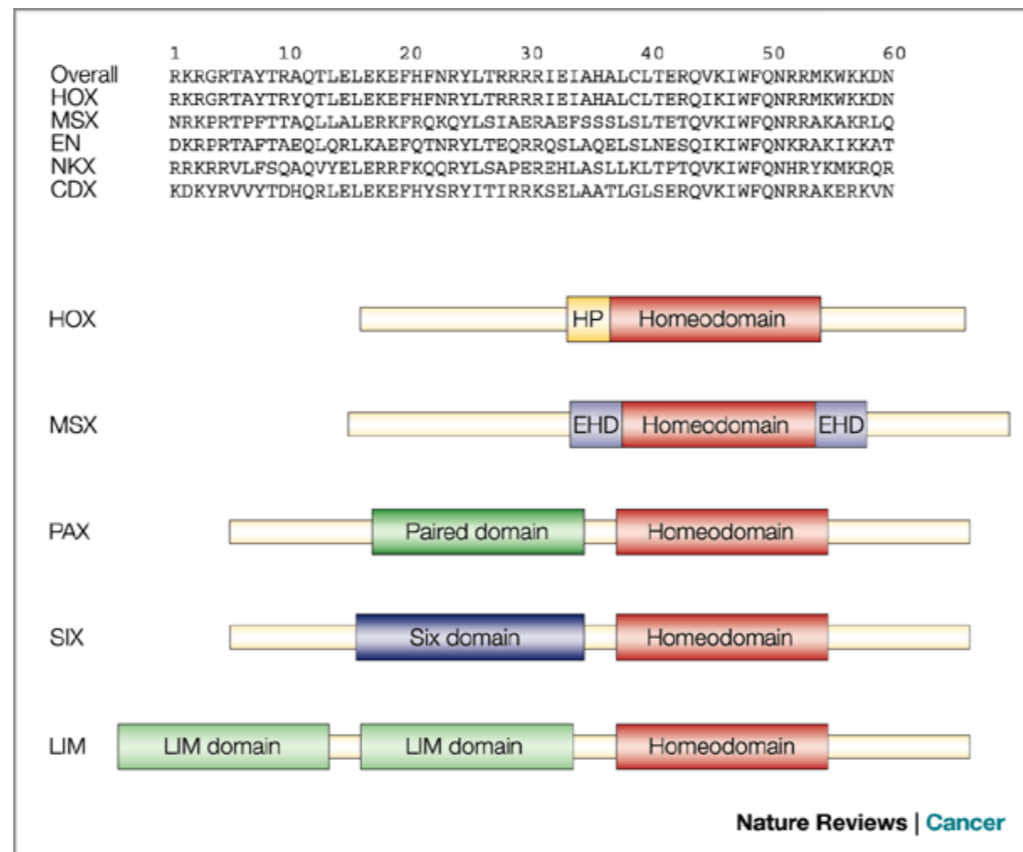 1 10 20 30 40 50 60
Overall RKRGRTAYTRAQTLELEKEFHFNRYLTRRRRIEIAHALCLTERQVKIWFQNRRMKWKKDN
HOX RKRGRTAYTRYQTLELEKEFHFNRYLTRRRRIEIAHALCLTERQIKIWFQNRRMKWKKDN
MSX NRKPRTPFTTAQLLALERKFRQKQYLSIAERAEFSSSLSLTETQVKIWFQNRRAKAKRLQ
EN DKRPRTAFTAEQLQRLKAEFQTNRYLTEQRRQSLAQELSLNESQIKIWFQNKRAKIKKAT
NKX RRKRRVLFSQAQVYELERRFKQQRYLSAPEREHLASLLKLTPTQVKIWFQNHRYKMKRQR
CDX KDKYRVVYTDHQRLELEKEFHYSRYITIRRKSELAATLGLSERQVKIWFQNRRAKERKVN
HOX HP Homeodomain
MSX EHD Homeodomain EHD
PAX Paired domain Homeodomain
SIX Six domain Homeodomain
LIM LIM domain LIM domain Homeodomain
Nature Reviews | Cancer